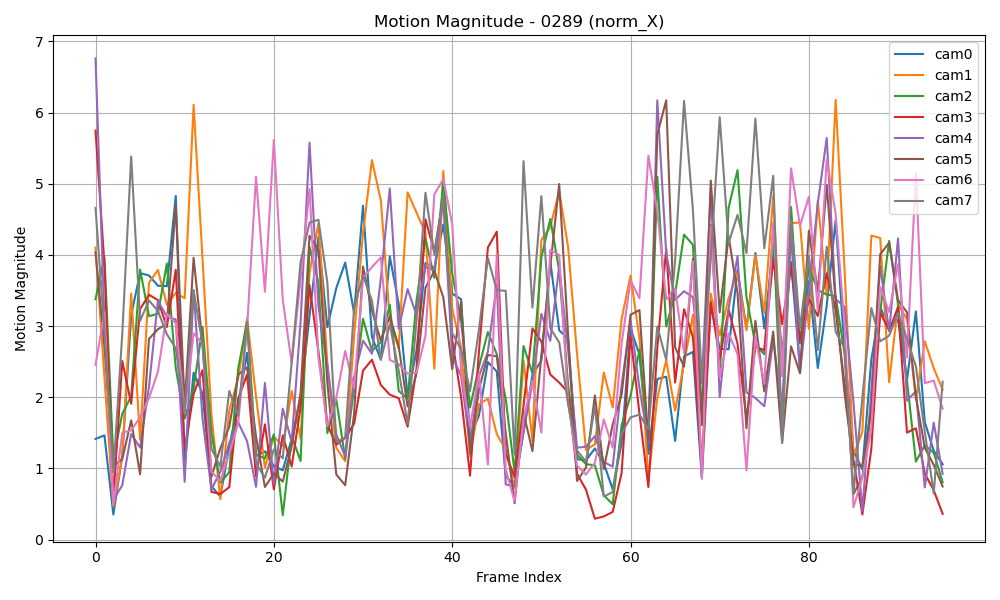 Motion Magnitude - 0289 (norm_X)
Motion Magnitude
7
6
5
4
3
2
1
0
0
20
40
60
80
Frame Index
cam0
cam1
cam2
cam3
cam4
cam5
cam6
cam7